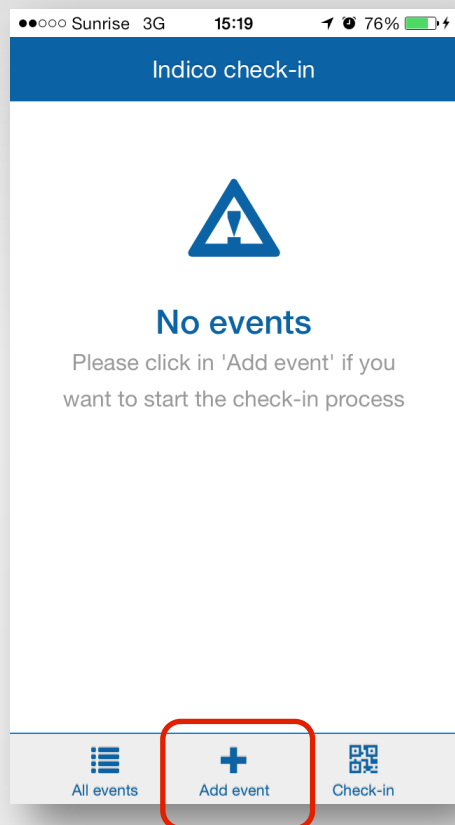 Sunrise 3G 15:19 76%
Indico check-in
No events
Please click in 'Add event' if you
want to start the check-in process
All events Add event Check-in